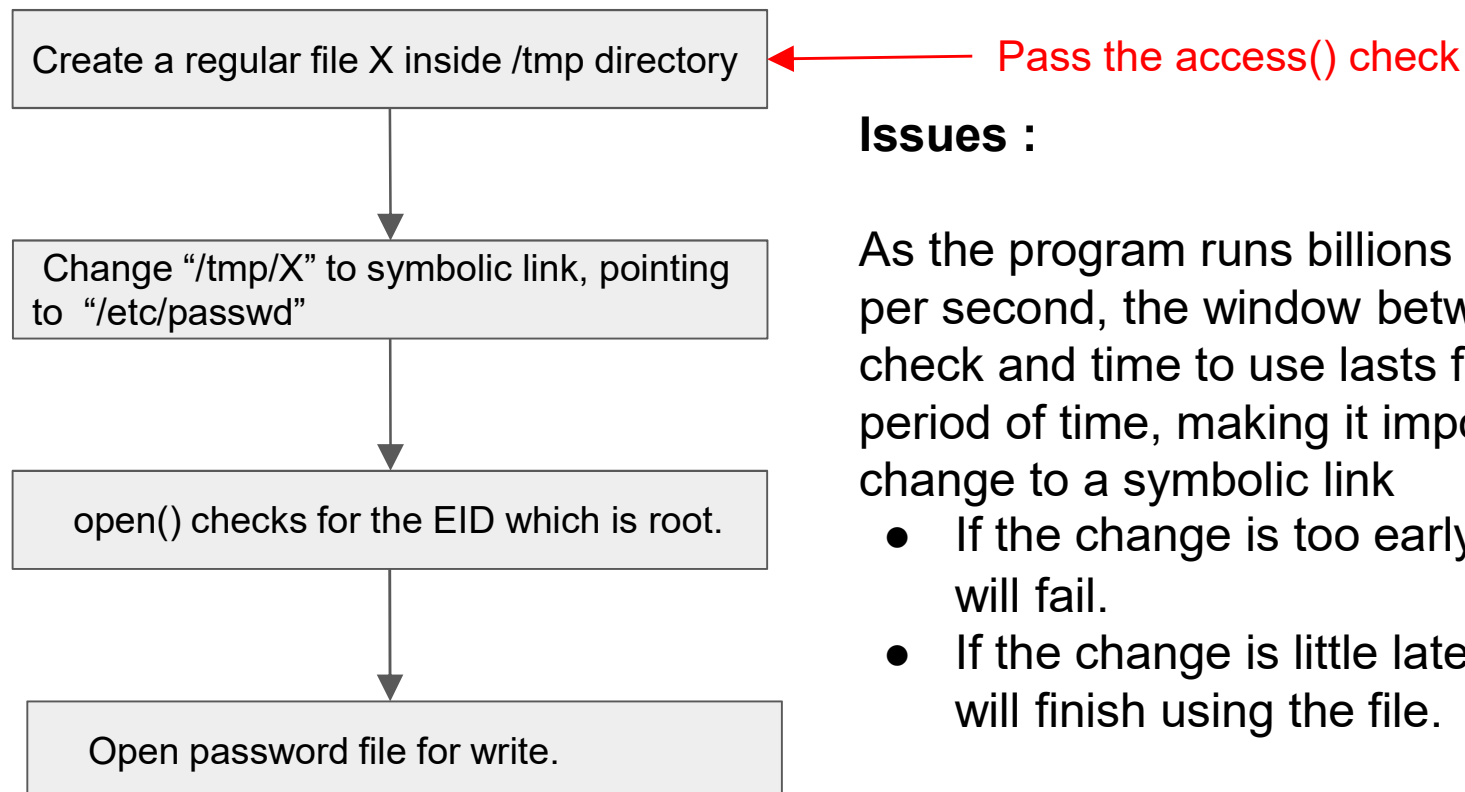 Create a regular file X inside /tmp directory
Pass the access() check
Change “/tmp/X” to symbolic link, pointing
to “/etc/passwd”
open() checks for the EID which is root.
Open password file for write.
Issues :
As the program runs billions
per second, the window
check and time to use lasts
period of time, making it
change to a symbolic link
● If the change is too early
will fail.
● If the change is little late
will finish using the file.